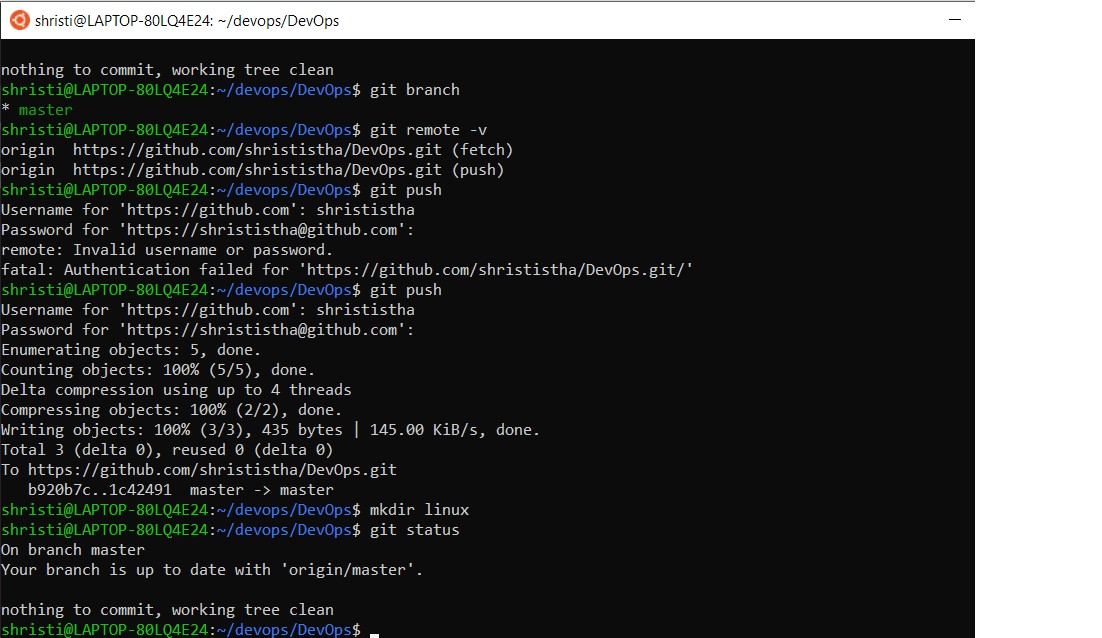 shristi@LAPTOP-80LQ4E24: ~/devops/DevOps
nothing to commit, working tree clean
shristi@LAPTOP-80LQ4E24:~/devops/DevOps$ git branch
* master
shristi@LAPTOP-80LQ4E24:~/devops/DevOps$ git remote -v
origin  https://github.com/shrististha/DevOps.git (fetch)
origin  https://github.com/shrististha/DevOps.git (push)
shristi@LAPTOP-80LQ4E24:~/devops/DevOps$ git push
Username for 'https://github.com': shrististha
Password for 'https://shrististha@github.com':
remote: Invalid username or password.
fatal: Authentication failed for 'https://github.com/shrististha/DevOps.git/'
shristi@LAPTOP-80LQ4E24:~/devops/DevOps$ git push
Username for 'https://github.com': shrististha
Password for 'https://shrististha@github.com':
Enumerating objects: 5, done.
Counting objects: 100% (5/5), done.
Delta compression using up to 4 threads
Compressing objects: 100% (2/2), done.
Writing objects: 100% (3/3), 435 bytes | 145.00 KiB/s, done.
Total 3 (delta 0), reused 0 (delta 0)
To https://github.com/shrististha/DevOps.git
   b920b7c..1c42491  master -> master
shristi@LAPTOP-80LQ4E24:~/devops/DevOps$ mkdir linux
shristi@LAPTOP-80LQ4E24:~/devops/DevOps$ git status
On branch master
Your branch is up to date with 'origin/master'.
nothing to commit, working tree clean
shristi@LAPTOP-80LQ4E24:~/devops/DevOps$